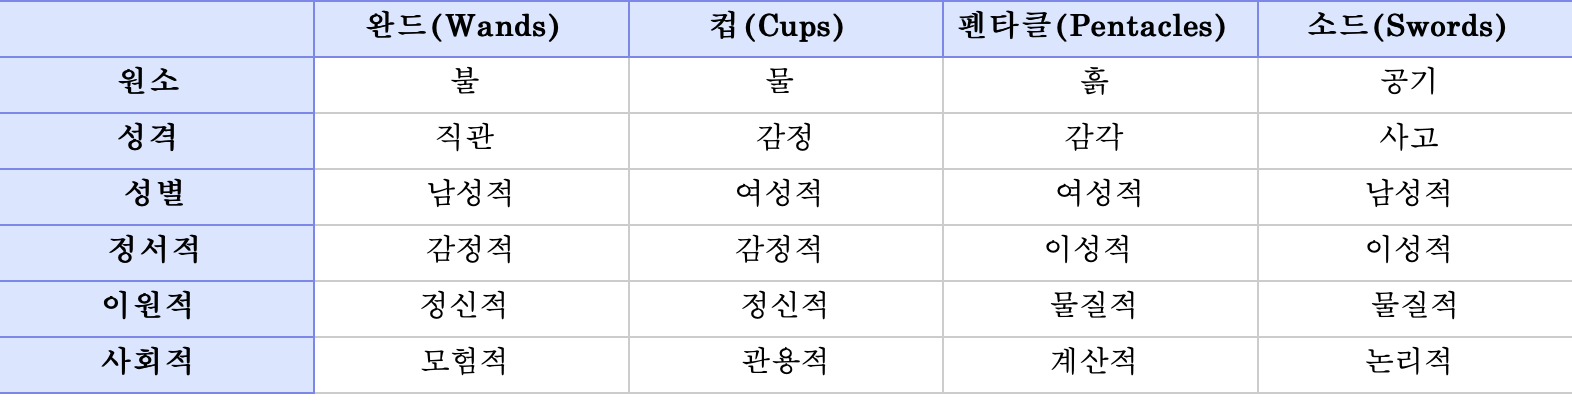 완드(Wands) 컵(Cups) 펜타클(Pentacles) 소드(Swords)
원소 불 물 흙 공기
성격 직관 감정 감각 사고
성별 남성적 여성적 여성적 남성적
정서적 감정적 감정적 이성적 이성적
이원적 정신적 정신적 물질적 물질적
사회적 모험적 관용적 계산적 논리적